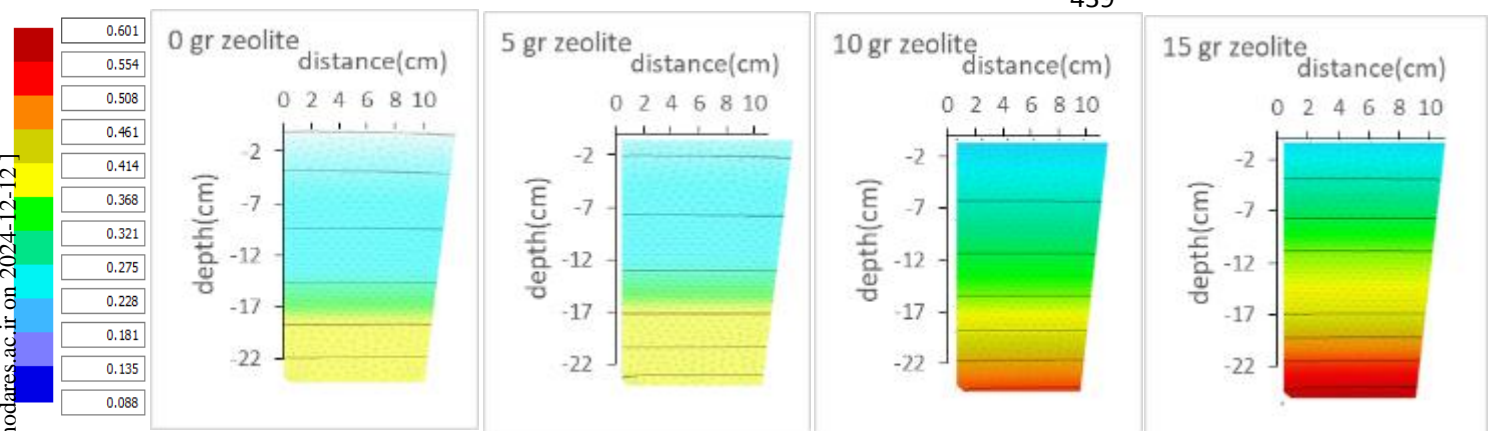 439
0.601
0.554
0.508
0.461
0.414
0.368
0.321
0.275
0.228
0.181
0.135
0.088
modares.ac.ir on 2024-12-12 ]
0 gr zeolite
distance(cm)
0 2 4 6 8 10
-2
-7
-12
-17
-22
depth(cm)
5 gr zeolite
distance(cm)
0 2 4 6 8 10
-2
-7
-12
-17
-22
depth(cm)
10 gr zeolite
distance(cm)
0 2 4 6 8 10
-2
-7
-12
-17
-22
depth(cm)
15 gr zeolite
distance(cm)
0 2 4 6 8 10
-2
-7
-12
-17
-22
depth(cm)